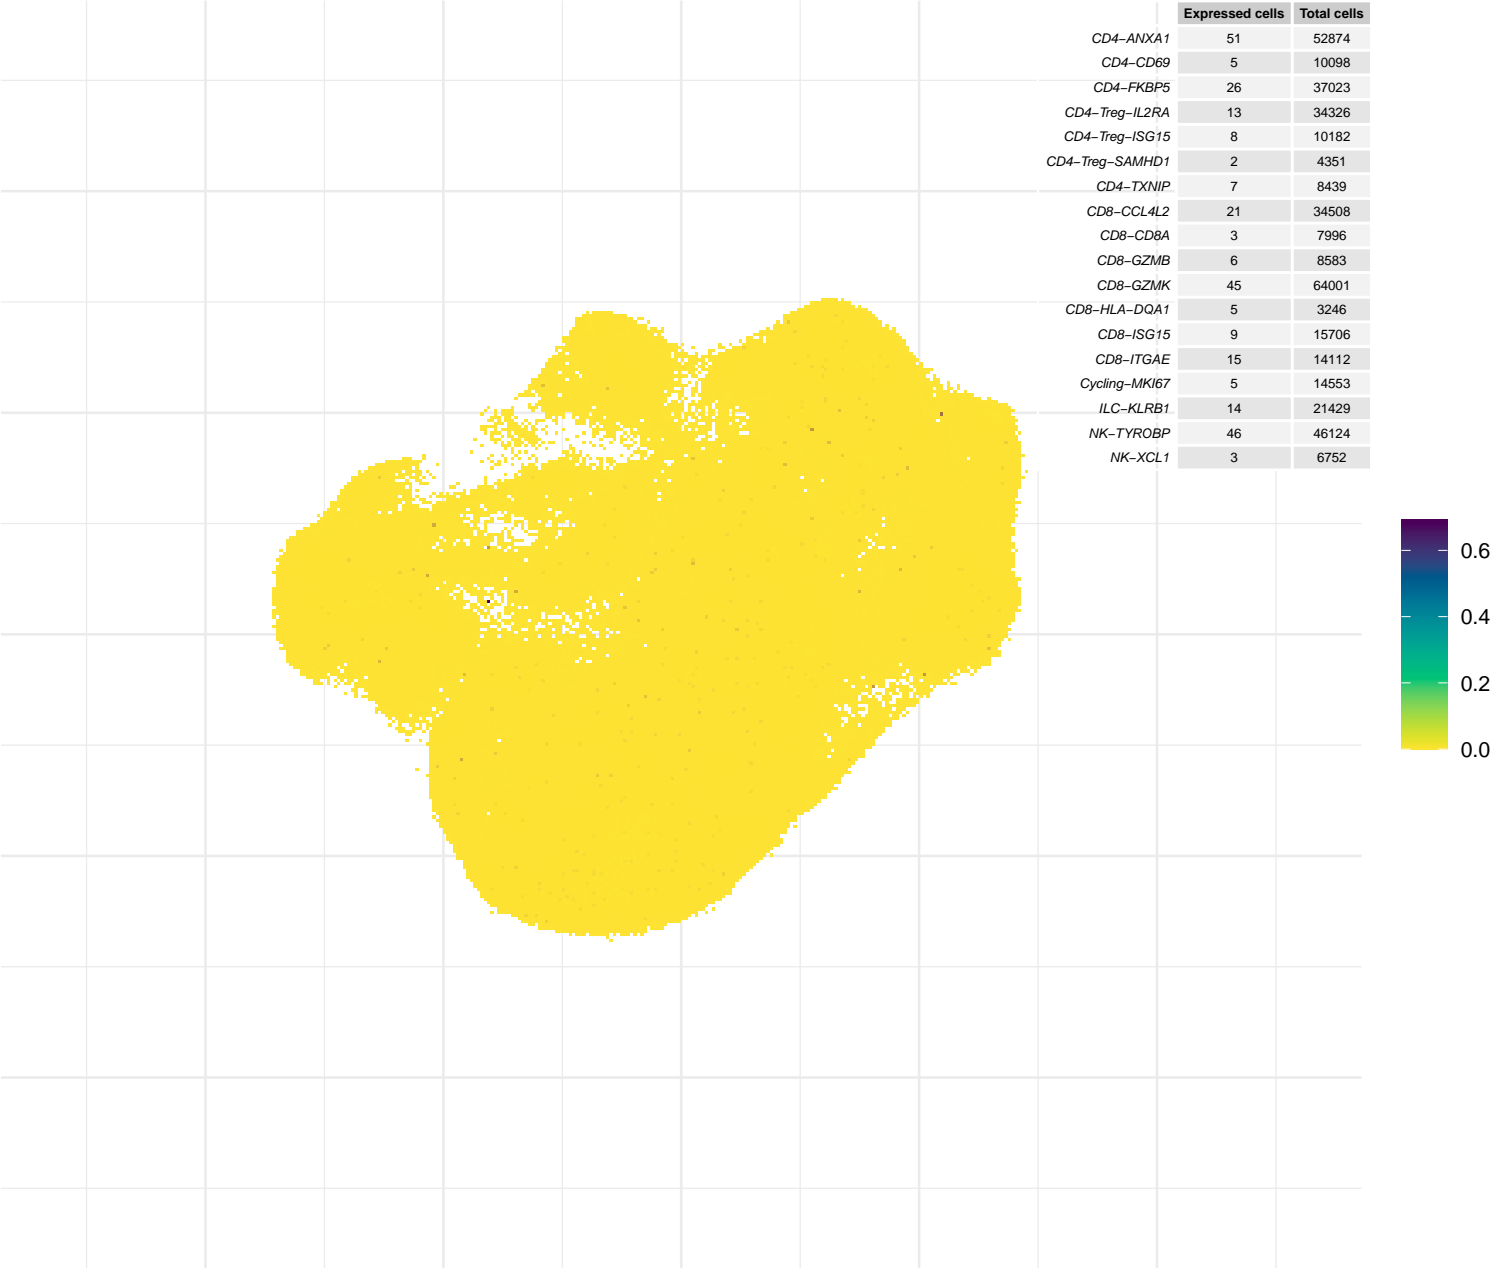 Expressed cells Total cells
CD4−ANXA1 51 52874
CD4−CD69 5 10098
CD4−FKBP5 26 37023
CD4−Treg−IL2RA 13 34326
CD4−Treg−ISG15 8 10182
CD4−Treg−SAMHD1 2 4351
CD4−TXNIP 7 8439
CD8−CCL4L2 21 34508
CD8−CD8A 3 7996
CD8−GZMB 6 8583
CD8−GZMK 45 64001
CD8−HLA−DQA1 5 3246
CD8−ISG15 9 15706
CD8−ITGAE 15 14112
Cycling−MKI67 5 14553
ILC−KLRB1 14 21429
NK−TYROBP 46 46124
NK−XCL1 3 6752
0.6
0.4
0.2
0.0